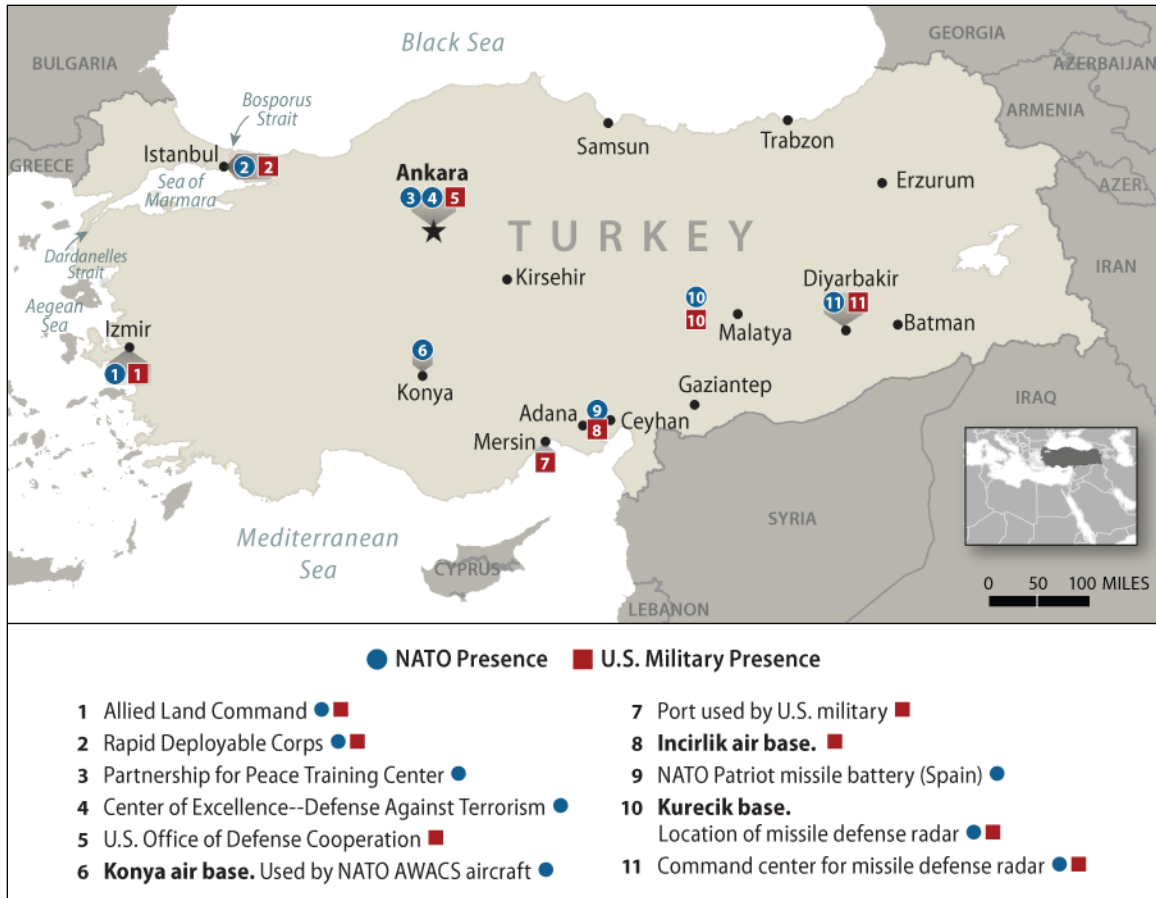 Black Sea
GEORGIA
BULGARIA
AZERBAIJAN
Bosporus
Strait
ARMENIA
Trabzon
Samsun
Istanbul
2 2
GREECE
Ankara
Sea of
Marmara
3 4 5
Erzurum
AZER.
TURKEY
Dardanelles
Strait
IRAN
Kirsehir
Diyarbakir
Aegean
Sea
10
11 11
10
Malatya
Batman
Izmir
6
1 1
Konya
Gaziantep
IRAQ
9
Adana
Ceyhan
8
Mersin
7
SYRIA
Mediterranean
Sea
CYPRUS
0 50 100 MILES
LEBANON
NATO Presence U.S. Military Presence
1 Allied Land Command
2 Rapid Deployable Corps
3 Partnership for Peace Training Center
4 Center of Excellence--Defense Against Terrorism
5 U.S. Office of Defense Cooperation
6 Konya air base. Used by NATO AWACS aircraft
7 Port used by U.S. military
8 Incirlik air base.
9 NATO Patriot missile battery (Spain)
10 Kurecik base.
Location of missile defense radar
11 Command center for missile defense radar